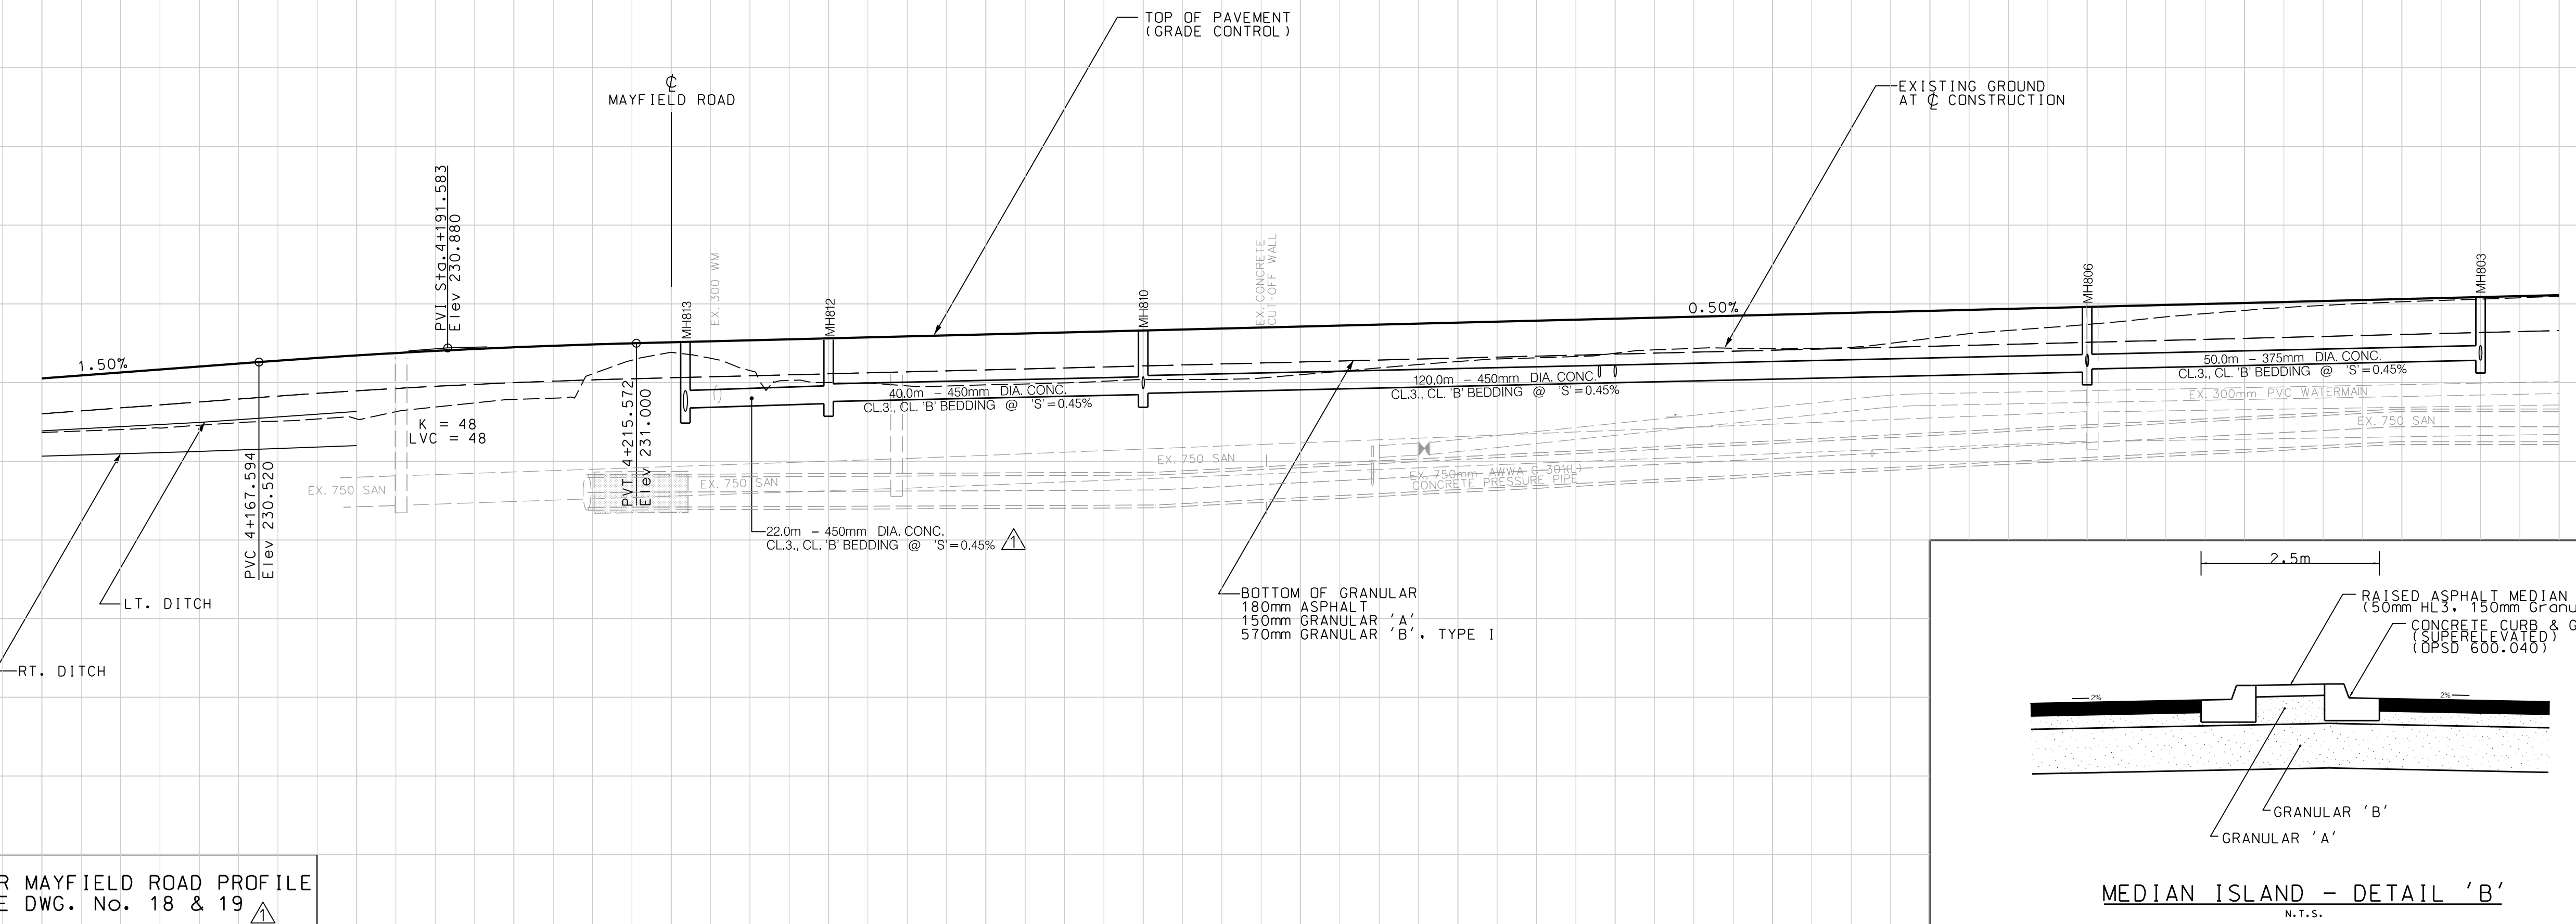 TOP OF PAVEMENT
(GRADE CONTROL)
℄
MAYFIELD ROAD
EXISTING GROUND
AT ℄ CONSTRUCTION
PVI Sta.4+191.583
Elev 230.880
1.50%
MH813
EX. 300 WM
MH812
MH810
EX. CONCRETE
CUT-OFF WALL
0.50%
MH806
MH803
K = 48
LVC = 48
PVC 4+167.594
Elev 230.520
PVT 4+215.572
Elev 231.000
40.0m - 450mm DIA. CONC.
CL.3., CL. 'B' BEDDING @ 'S'=0.45%
120.0m - 450mm DIA. CONC.
CL.3., CL. 'B' BEDDING @ 'S'=0.45%
50.0m - 375mm DIA. CONC.
CL.3., CL. 'B' BEDDING @ 'S'=0.45%
EX. 300mm PVC WATERMAIN
EX. 750 SAN
EX. 750 SAN
EX. 750 SAN
EX. 750 SAN
EX. 750mm AWWA C-301(L)
CONCRETE PRESSURE PIPE
22.0m - 450mm DIA. CONC.
CL.3., CL. 'B' BEDDING @ 'S'=0.45% 1
LT. DITCH
RT. DITCH
BOTTOM OF GRANULAR
180mm ASPHALT
150mm GRANULAR 'A'
570mm GRANULAR 'B', TYPE I
2.5m
RAISED ASPHALT MEDIAN
(50mm HL3, 150mm Granu
CONCRETE CURB & G
(SUPERELEVATED)
(OPSD 600.040)
2%
2%
GRANULAR 'B'
GRANULAR 'A'
MEDIAN ISLAND - DETAIL 'B'
N.T.S.
R MAYFIELD ROAD PROFILE
E DWG. No. 18 & 19 1